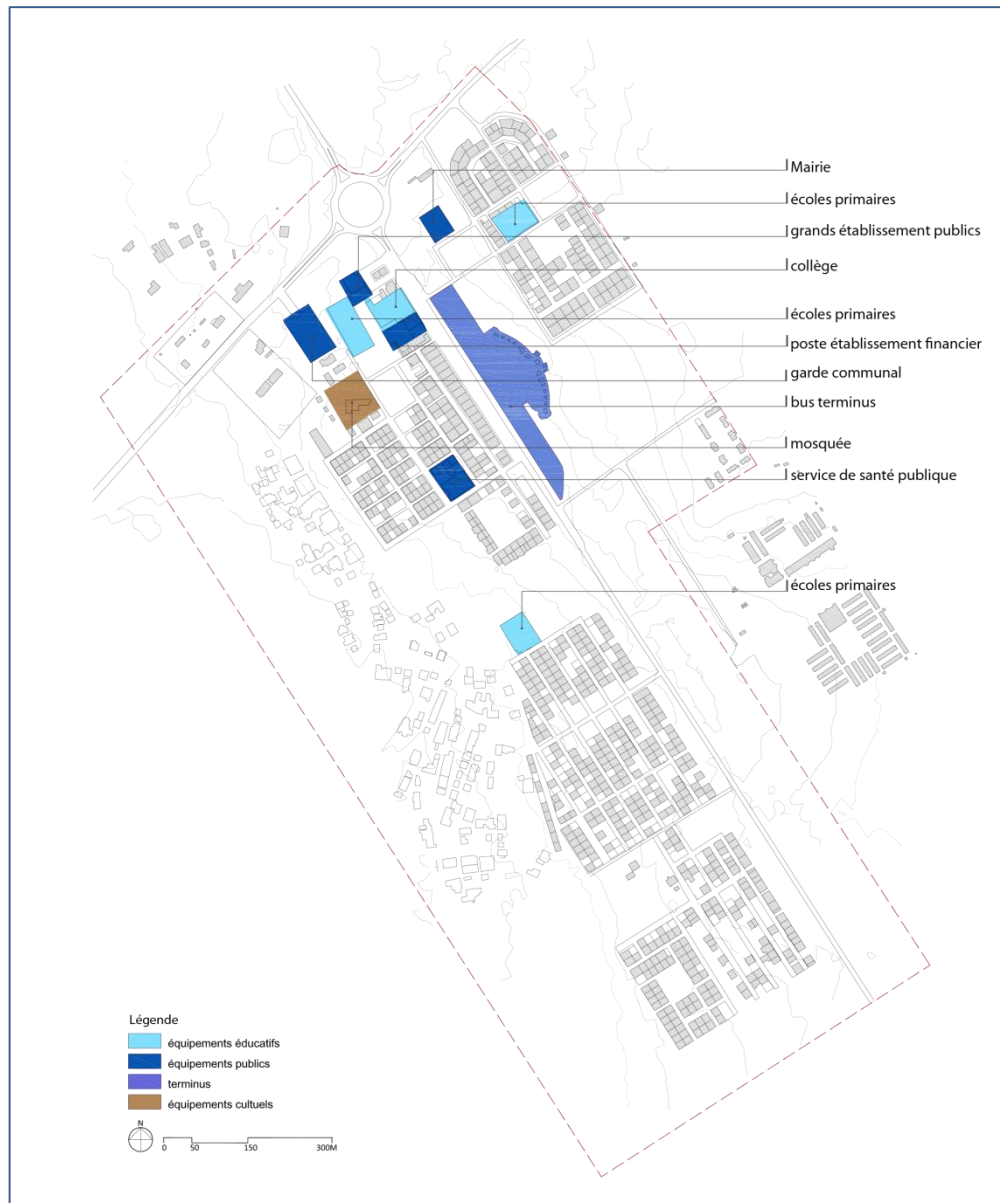 Mairie
écoles primaires
grands établissement publics
collège
écoles primaires
poste établissement financier
garde communal
bus terminus
mosquée
service de santé publique
écoles primaires
Légende
équipements éducatifs
équipements publics
terminus
équipements cultuels
N
0 50 150 300M